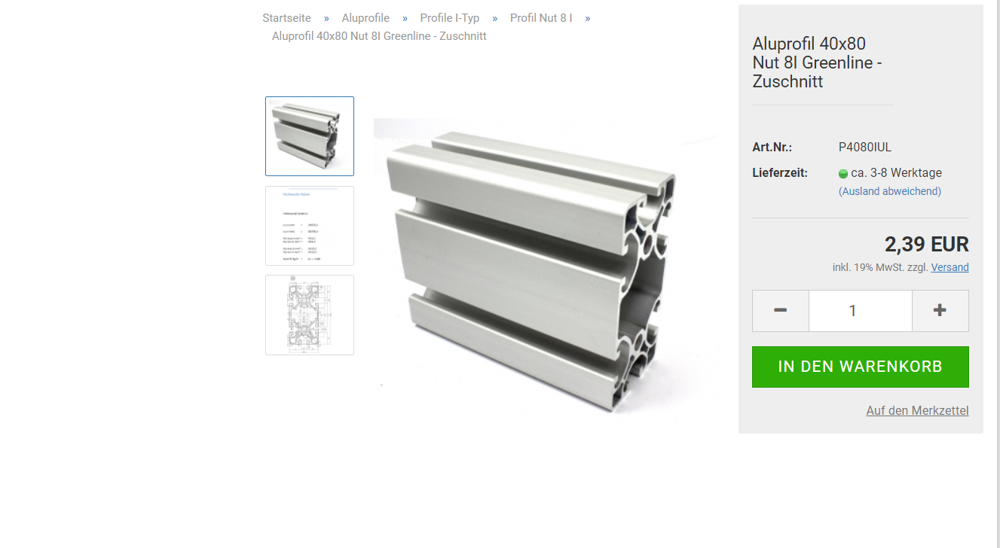 Startseite » Aluprofile » Profile I-Typ » Profil Nut 8 I »
Aluprofil 40x80 Nut 8I Greenline - Zuschnitt
Aluprofil 40x80
Nut 8I Greenline -
Zuschnitt
Art.Nr.: P4080IUL
Lieferzeit: ca. 3-8 Werktage
(Ausland abweichend)
2,39 EUR
inkl. 19% MwSt. zzgl. Versand
1
IN DEN WARENKORB
Auf den Merkzettel